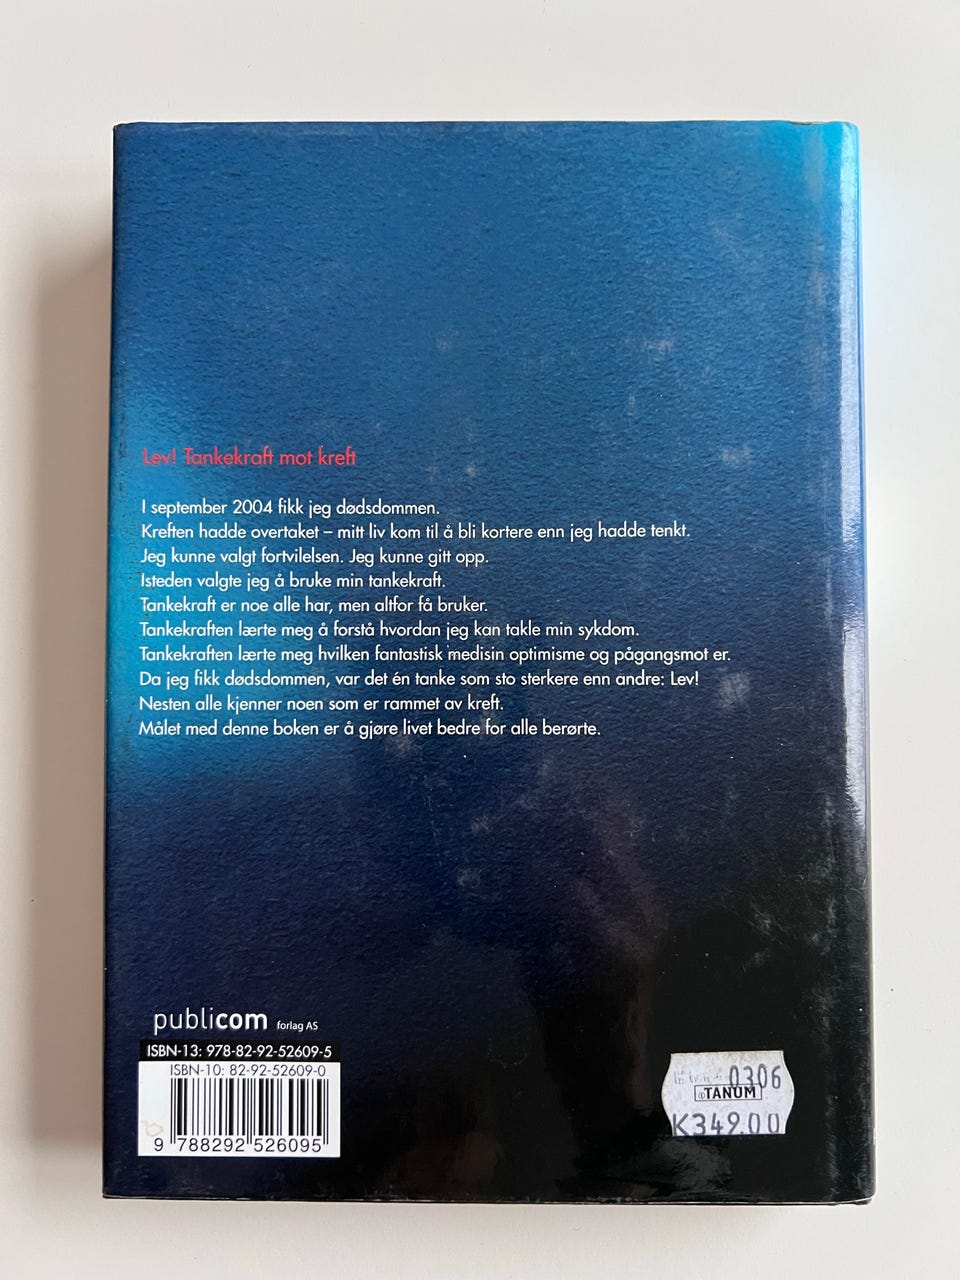 Lev! Tankekraft mot kreft
I september 2004 fikk jeg dødsdommen.
Kreften hadde overtaket – mitt liv kom til å bli kortere enn jeg hadde tenkt.
Jeg kunne valgt fortvilelsen. Jeg kunne gitt opp.
Isteden valgte jeg å bruke min tankekraft.
Tankekraft er noe alle har, men altfor få bruker.
Tankekraften lærte meg å forstå hvordan jeg kan takle min sykdom.
Tankekraften lærte meg hvilken fantastisk medisin optimisme og pågangsmot er.
Da jeg fikk dødsdommen, var det én tanke som sto sterkere enn andre: Lev!
Nesten alle kjenner noen som er rammet av kreft.
Målet med denne boken er å gjøre livet bedre for alle berørte.
publicom forlag AS
ISBN-13: 978-82-92-52609-5
ISBN-10: 82-92-52609-0
9 788292 526095
0306
TANUM
K349.00